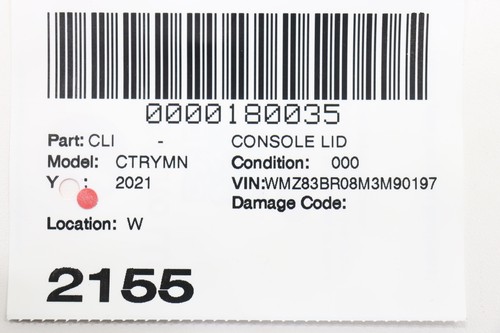 0000180035
Part: CLI - CONSOLE LID
Model: CTRYMN Condition: 000
Y : 2021 VIN:WMZ83BR08M3M90197
Damage Code:
Location: W
2155